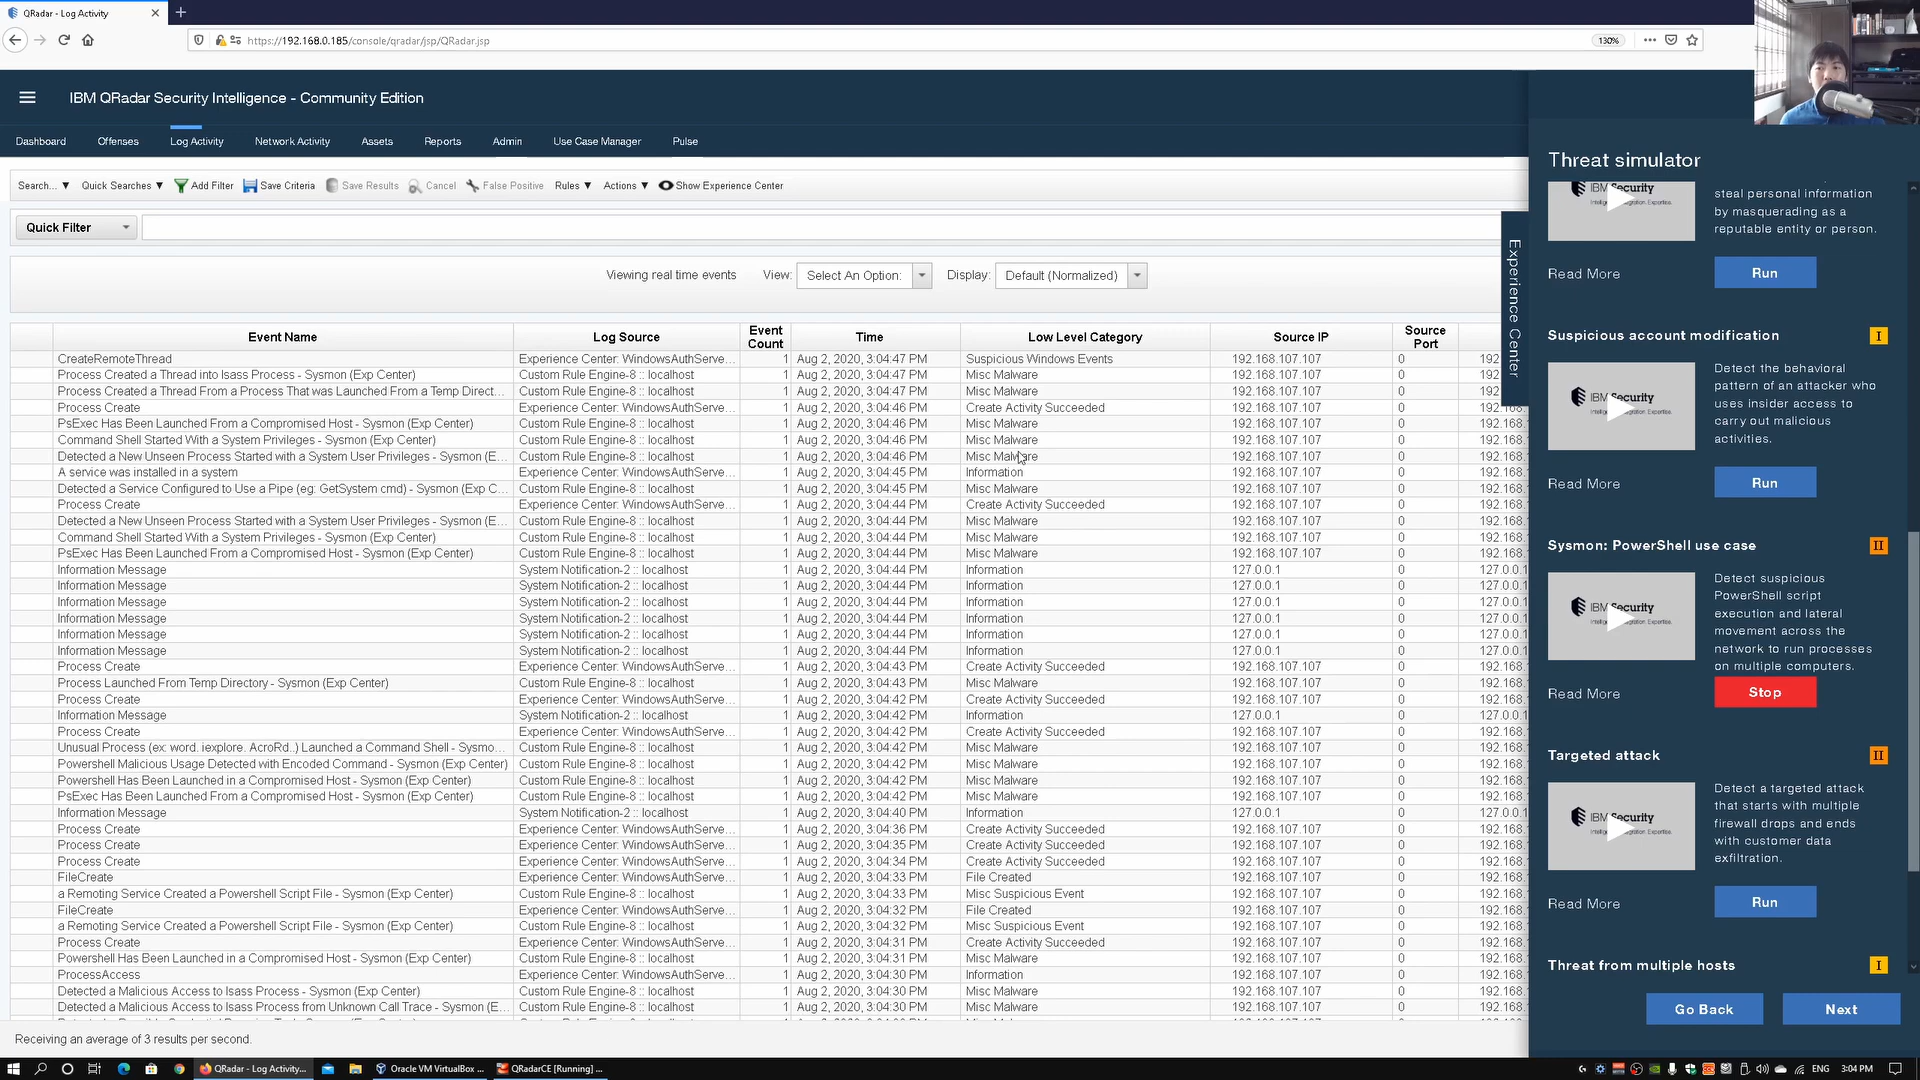 QRadar - Log Activity
https://192.168.0.185/console/qradar/jsp/QRadar.jsp
130%
IBM QRadar Security Intelligence - Community Edition
Dashboard Offenses Log Activity Network Activity Assets Reports Admin Use Case Manager Pulse
Search... Quick Searches Add Filter Save Criteria Save Results Cancel False Positive Rules Actions Show Experience Center
Quick Filter
Viewing real time events View: Select An Option: Display: Default (Normalized)
Event Name Log Source Event Count Time Low Level Category Source IP Source Port
CreateRemoteThread Experience Center: WindowsAuthServe... 1 Aug 2, 2020, 3:04:47 PM Suspicious Windows Events 192.168.107.107 0 192
Process Created a Thread into lsass Process - Sysmon (Exp Center) Custom Rule Engine-8 :: localhost 1 Aug 2, 2020, 3:04:47 PM Misc Malware 192.168.107.107 0 192
Process Created a Thread From a Process That was Launched From a Temp Direct... Custom Rule Engine-8 :: localhost 1 Aug 2, 2020, 3:04:47 PM Misc Malware 192.168.107.107 0 192
Process Create Experience Center: WindowsAuthServe... 1 Aug 2, 2020, 3:04:46 PM Create Activity Succeeded 192.168.107.107 0 192.168.
PsExec Has Been Launched From a Compromised Host - Sysmon (Exp Center) Custom Rule Engine-8 :: localhost 1 Aug 2, 2020, 3:04:46 PM Misc Malware 192.168.107.107 0 192.168.
Command Shell Started With a System Privileges - Sysmon (Exp Center) Custom Rule Engine-8 :: localhost 1 Aug 2, 2020, 3:04:46 PM Misc Malware 192.168.107.107 0 192.168.
Detected a New Unseen Process Started with a System User Privileges - Sysmon (E... Custom Rule Engine-8 :: localhost 1 Aug 2, 2020, 3:04:46 PM Misc Malware 192.168.107.107 0 192.168.
A service was installed in a system Experience Center: WindowsAuthServe... 1 Aug 2, 2020, 3:04:45 PM Information 192.168.107.107 0 192.168.
Detected a Service Configured to Use a Pipe (eg: GetSystem cmd) - Sysmon (Exp C... Custom Rule Engine-8 :: localhost 1 Aug 2, 2020, 3:04:45 PM Misc Malware 192.168.107.107 0 192.168.
Process Create Experience Center: WindowsAuthServe... 1 Aug 2, 2020, 3:04:44 PM Create Activity Succeeded 192.168.107.107 0 192.168.
Detected a New Unseen Process Started with a System User Privileges - Sysmon (E... Custom Rule Engine-8 :: localhost 1 Aug 2, 2020, 3:04:44 PM Misc Malware 192.168.107.107 0 192.168.
Command Shell Started With a System Privileges - Sysmon (Exp Center) Custom Rule Engine-8 :: localhost 1 Aug 2, 2020, 3:04:44 PM Misc Malware 192.168.107.107 0 192.168.
PsExec Has Been Launched From a Compromised Host - Sysmon (Exp Center) Custom Rule Engine-8 :: localhost 1 Aug 2, 2020, 3:04:44 PM Misc Malware 192.168.107.107 0 192.168.
Information Message System Notification-2 :: localhost 1 Aug 2, 2020, 3:04:44 PM Information 127.0.0.1 0 127.0.0.1
Information Message System Notification-2 :: localhost 1 Aug 2, 2020, 3:04:44 PM Information 127.0.0.1 0 127.0.0.1
Information Message System Notification-2 :: localhost 1 Aug 2, 2020, 3:04:44 PM Information 127.0.0.1 0 127.0.0.1
Information Message System Notification-2 :: localhost 1 Aug 2, 2020, 3:04:44 PM Information 127.0.0.1 0 127.0.0.1
Information Message System Notification-2 :: localhost 1 Aug 2, 2020, 3:04:44 PM Information 127.0.0.1 0 127.0.0.1
Information Message System Notification-2 :: localhost 1 Aug 2, 2020, 3:04:44 PM Information 127.0.0.1 0 127.0.0.1
Process Create Experience Center: WindowsAuthServe... 1 Aug 2, 2020, 3:04:43 PM Create Activity Succeeded 192.168.107.107 0 192.168.
Process Launched From Temp Directory - Sysmon (Exp Center) Custom Rule Engine-8 :: localhost 1 Aug 2, 2020, 3:04:43 PM Misc Malware 192.168.107.107 0 192.168.
Process Create Experience Center: WindowsAuthServe... 1 Aug 2, 2020, 3:04:42 PM Create Activity Succeeded 192.168.107.107 0 192.168.
Information Message System Notification-2 :: localhost 1 Aug 2, 2020, 3:04:42 PM Information 127.0.0.1 0 127.0.0.1
Process Create Experience Center: WindowsAuthServe... 1 Aug 2, 2020, 3:04:42 PM Create Activity Succeeded 192.168.107.107 0 192.168.
Unusual Process (ex: word. iexplore. AcroRd..) Launched a Command Shell - Sysmo... Custom Rule Engine-8 :: localhost 1 Aug 2, 2020, 3:04:42 PM Misc Malware 192.168.107.107 0 192.168.
Powershell Malicious Usage Detected with Encoded Command - Sysmon (Exp Center) Custom Rule Engine-8 :: localhost 1 Aug 2, 2020, 3:04:42 PM Misc Malware 192.168.107.107 0 192.168.
Powershell Has Been Launched in a Compromised Host - Sysmon (Exp Center) Custom Rule Engine-8 :: localhost 1 Aug 2, 2020, 3:04:42 PM Misc Malware 192.168.107.107 0 192.168.
PsExec Has Been Launched From a Compromised Host - Sysmon (Exp Center) Custom Rule Engine-8 :: localhost 1 Aug 2, 2020, 3:04:42 PM Misc Malware 192.168.107.107 0 192.168.
Information Message System Notification-2 :: localhost 1 Aug 2, 2020, 3:04:40 PM Information 127.0.0.1 0 127.0.0.1
Process Create Experience Center: WindowsAuthServe... 1 Aug 2, 2020, 3:04:36 PM Create Activity Succeeded 192.168.107.107 0 192.168.
Process Create Experience Center: WindowsAuthServe... 1 Aug 2, 2020, 3:04:35 PM Create Activity Succeeded 192.168.107.107 0 192.168.
Process Create Experience Center: WindowsAuthServe... 1 Aug 2, 2020, 3:04:34 PM Create Activity Succeeded 192.168.107.107 0 192.168.
FileCreate Experience Center: WindowsAuthServe... 1 Aug 2, 2020, 3:04:33 PM File Created 192.168.107.107 0 192.168.
a Remoting Service Created a Powershell Script File - Sysmon (Exp Center) Custom Rule Engine-8 :: localhost 1 Aug 2, 2020, 3:04:33 PM Misc Suspicious Event 192.168.107.107 0 192.168.
FileCreate Experience Center: WindowsAuthServe... 1 Aug 2, 2020, 3:04:32 PM File Created 192.168.107.107 0 192.168.
a Remoting Service Created a Powershell Script File - Sysmon (Exp Center) Custom Rule Engine-8 :: localhost 1 Aug 2, 2020, 3:04:32 PM Misc Suspicious Event 192.168.107.107 0 192.168.
Process Create Experience Center: WindowsAuthServe... 1 Aug 2, 2020, 3:04:31 PM Create Activity Succeeded 192.168.107.107 0 192.168.
Powershell Has Been Launched in a Compromised Host - Sysmon (Exp Center) Custom Rule Engine-8 :: localhost 1 Aug 2, 2020, 3:04:31 PM Misc Malware 192.168.107.107 0 192.168.
ProcessAccess Experience Center: WindowsAuthServe... 1 Aug 2, 2020, 3:04:30 PM Information 192.168.107.107 0 192.168.
Detected a Malicious Access to lsass Process - Sysmon (Exp Center) Custom Rule Engine-8 :: localhost 1 Aug 2, 2020, 3:04:30 PM Misc Malware 192.168.107.107 0 192.168.
Detected a Malicious Access to lsass Process from Unknown Call Trace - Sysmon (E... Custom Rule Engine-8 :: localhost 1 Aug 2, 2020, 3:04:30 PM Misc Malware 192.168.107.107 0 192.168.
Receiving an average of 3 results per second.
Experience Center
Threat simulator
IBM Security
steal personal information
by masquerading as a
reputable entity or person.
Read More Run
Suspicious account modification I
IBM Security
Detect the behavioral
pattern of an attacker who
uses insider access to
carry out malicious
activities.
Read More Run
Sysmon: PowerShell use case II
IBM Security
Detect suspicious
PowerShell script
execution and lateral
movement across the
network to run processes
on multiple computers.
Read More Stop
Targeted attack II
IBM Security
Detect a targeted attack
that starts with multiple
firewall drops and ends
with customer data
exfiltration.
Read More Run
Threat from multiple hosts I
Go Back Next
QRadar - Log Activity... Oracle VM VirtualBox ... QRadarCE [Running] ... ENG 3:04 PM